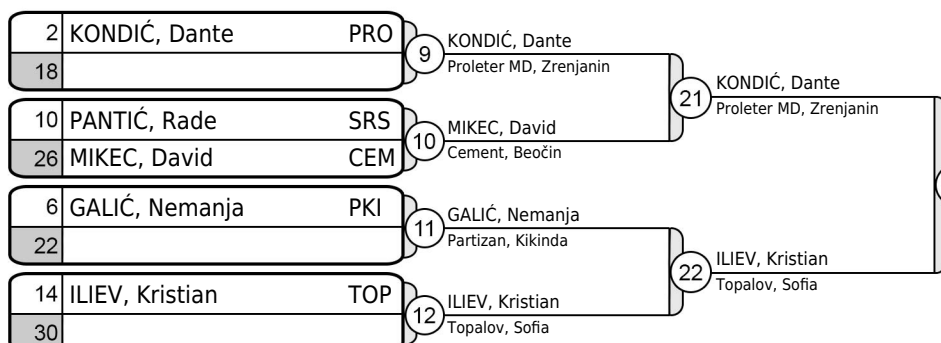 2 KONDIĆ, Dante PRO
18
9
KONDIĆ, Dante
Proleter MD, Zrenjanin
10 PANTIĆ, Rade SRS
26 MIKEC, David CEM
10
MIKEC, David
Cement, Beočin
21
KONDIĆ, Dante
Proleter MD, Zrenjanin
6 GALIĆ, Nemanja PKI
22
11
GALIĆ, Nemanja
Partizan, Kikinda
14 ILIEV, Kristian TOP
30
12
ILIEV, Kristian
Topalov, Sofia
22
ILIEV, Kristian
Topalov, Sofia